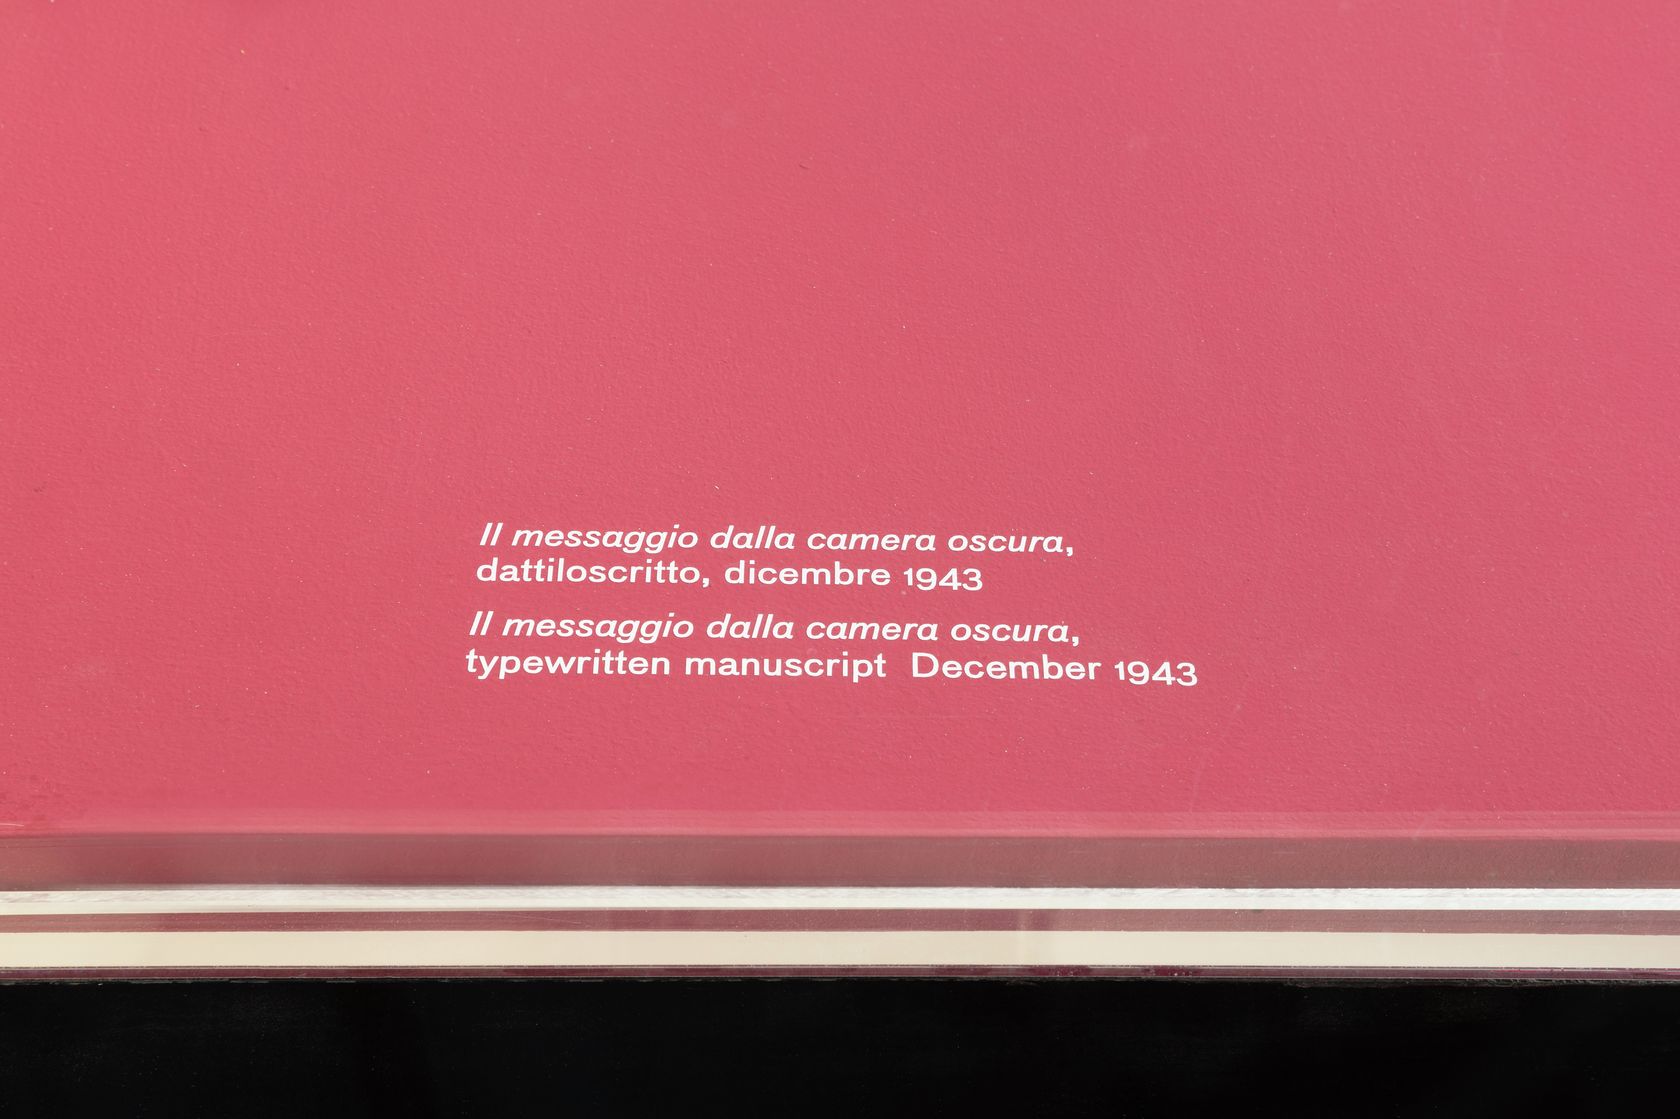 Il messaggio dalla camera oscura,
dattiloscritto, dicembre 1943
Il messaggio dalla camera oscura,
typewritten manuscript  December 1943